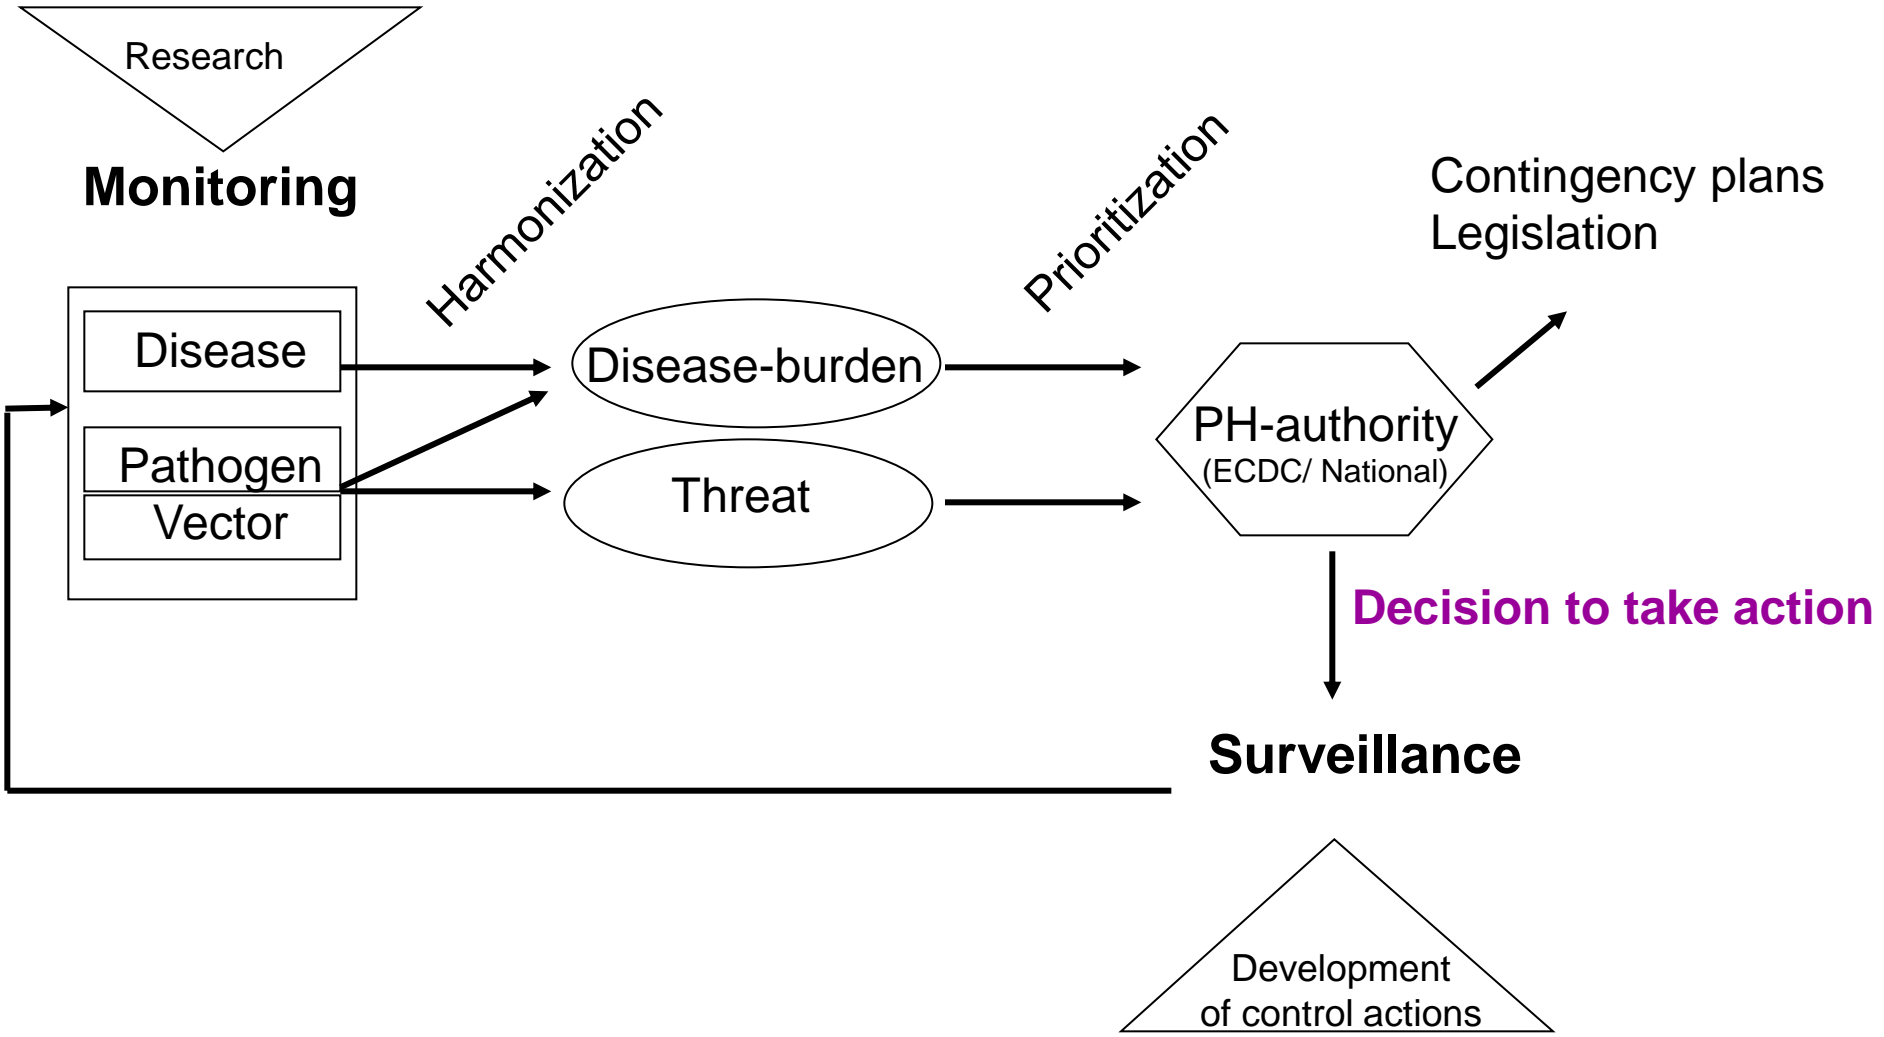 Research
Monitoring
Harmonization
Prioritization
Contingency plans
Legislation
Disease
Pathogen
Vector
Disease-burden
Threat
PH-authority
(ECDC/ National)
Decision to take action
Surveillance
Development
of control actions